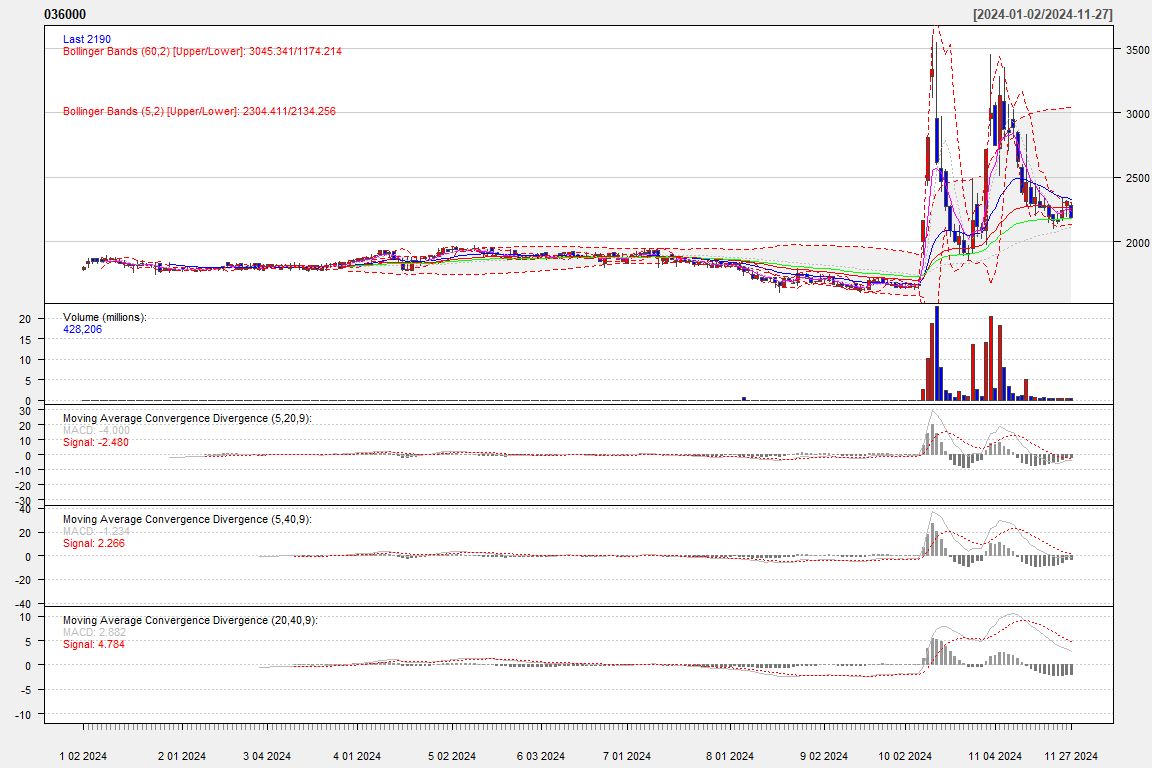 036000 [2024-01-02/2024-11-27]
Last 2190
Bollinger Bands (60,2) [Upper/Lower]: 3045.341/1174.214
Bollinger Bands (5,2) [Upper/Lower]: 2304.411/2134.256
3500
3000
2500
2000
Volume (millions):
428,206
20
15
10
5
0
Moving Average Convergence Divergence (5,20,9):
MACD: -4.000
Signal: -2.480
30
20
10
0
-10
-20
-30
Moving Average Convergence Divergence (5,40,9):
MACD: -1.234
Signal: 2.266
40
20
0
-20
-40
Moving Average Convergence Divergence (20,40,9):
MACD: 2.882
Signal: 4.784
10
5
0
-5
-10
1 02 2024 2 01 2024 3 04 2024 4 01 2024 5 02 2024 6 03 2024 7 01 2024 8 01 2024 9 02 2024 10 02 2024 11 04 2024 11 27 2024